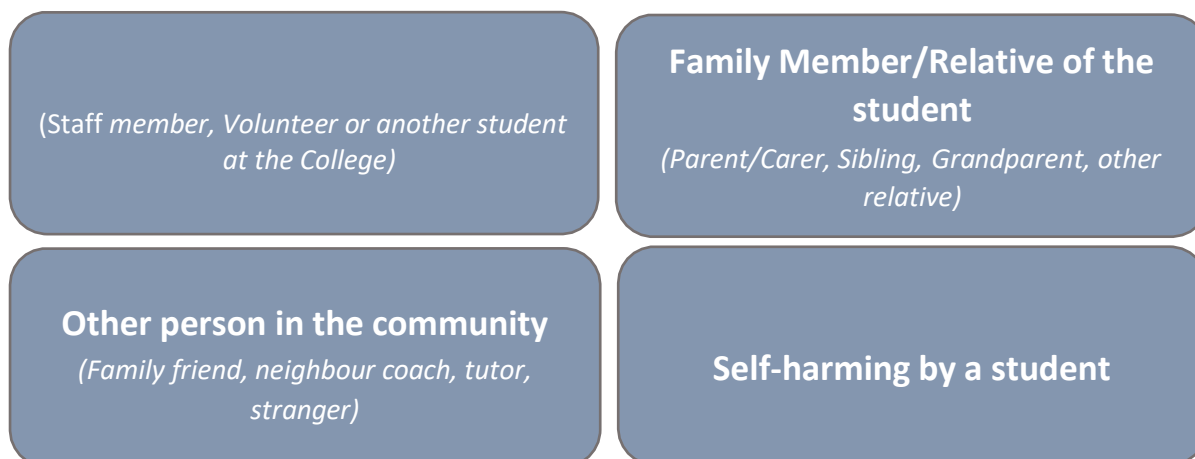 (Staff member, Volunteer or another student
at the College)
Family Member/Relative of the
student
(Parent/Carer, Sibling, Grandparent, other
relative)
Other person in the community
(Family friend, neighbour coach, tutor,
stranger)
Self-harming by a student